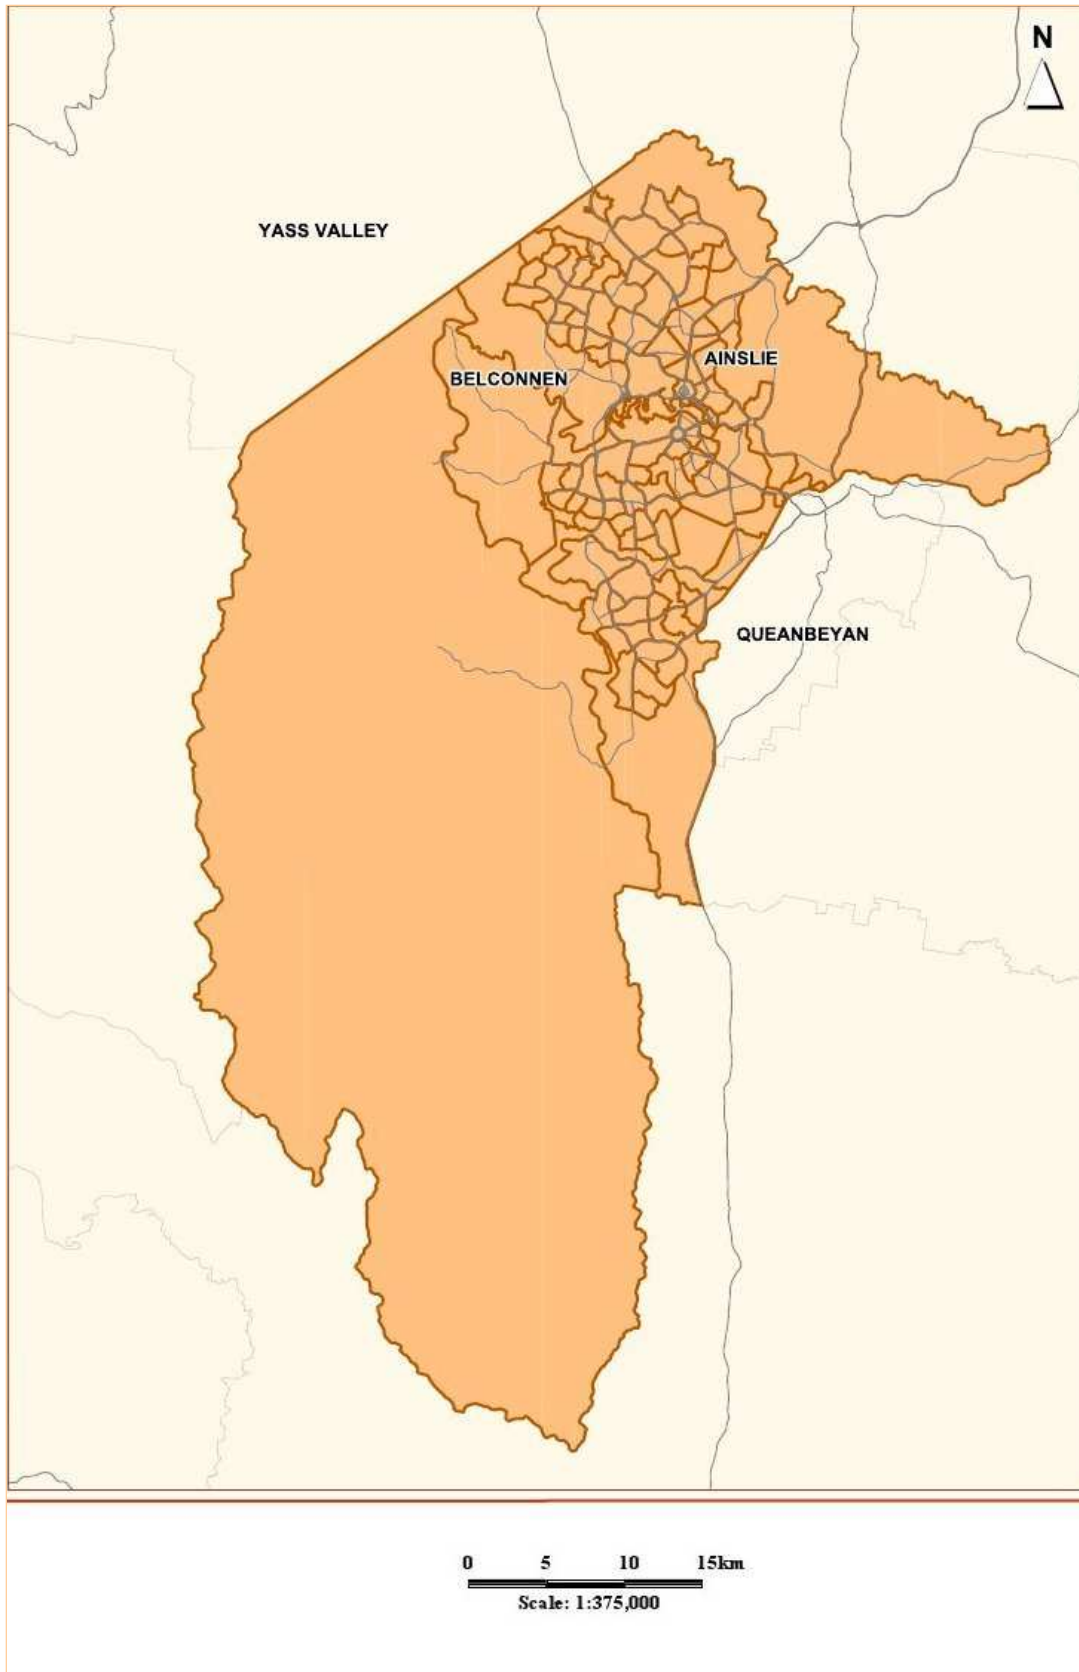 N
YASS VALLEY
AINSLIE
BELCONNEN
QUEANBEYAN
0 5 10 15km
Scale: 1:375,000